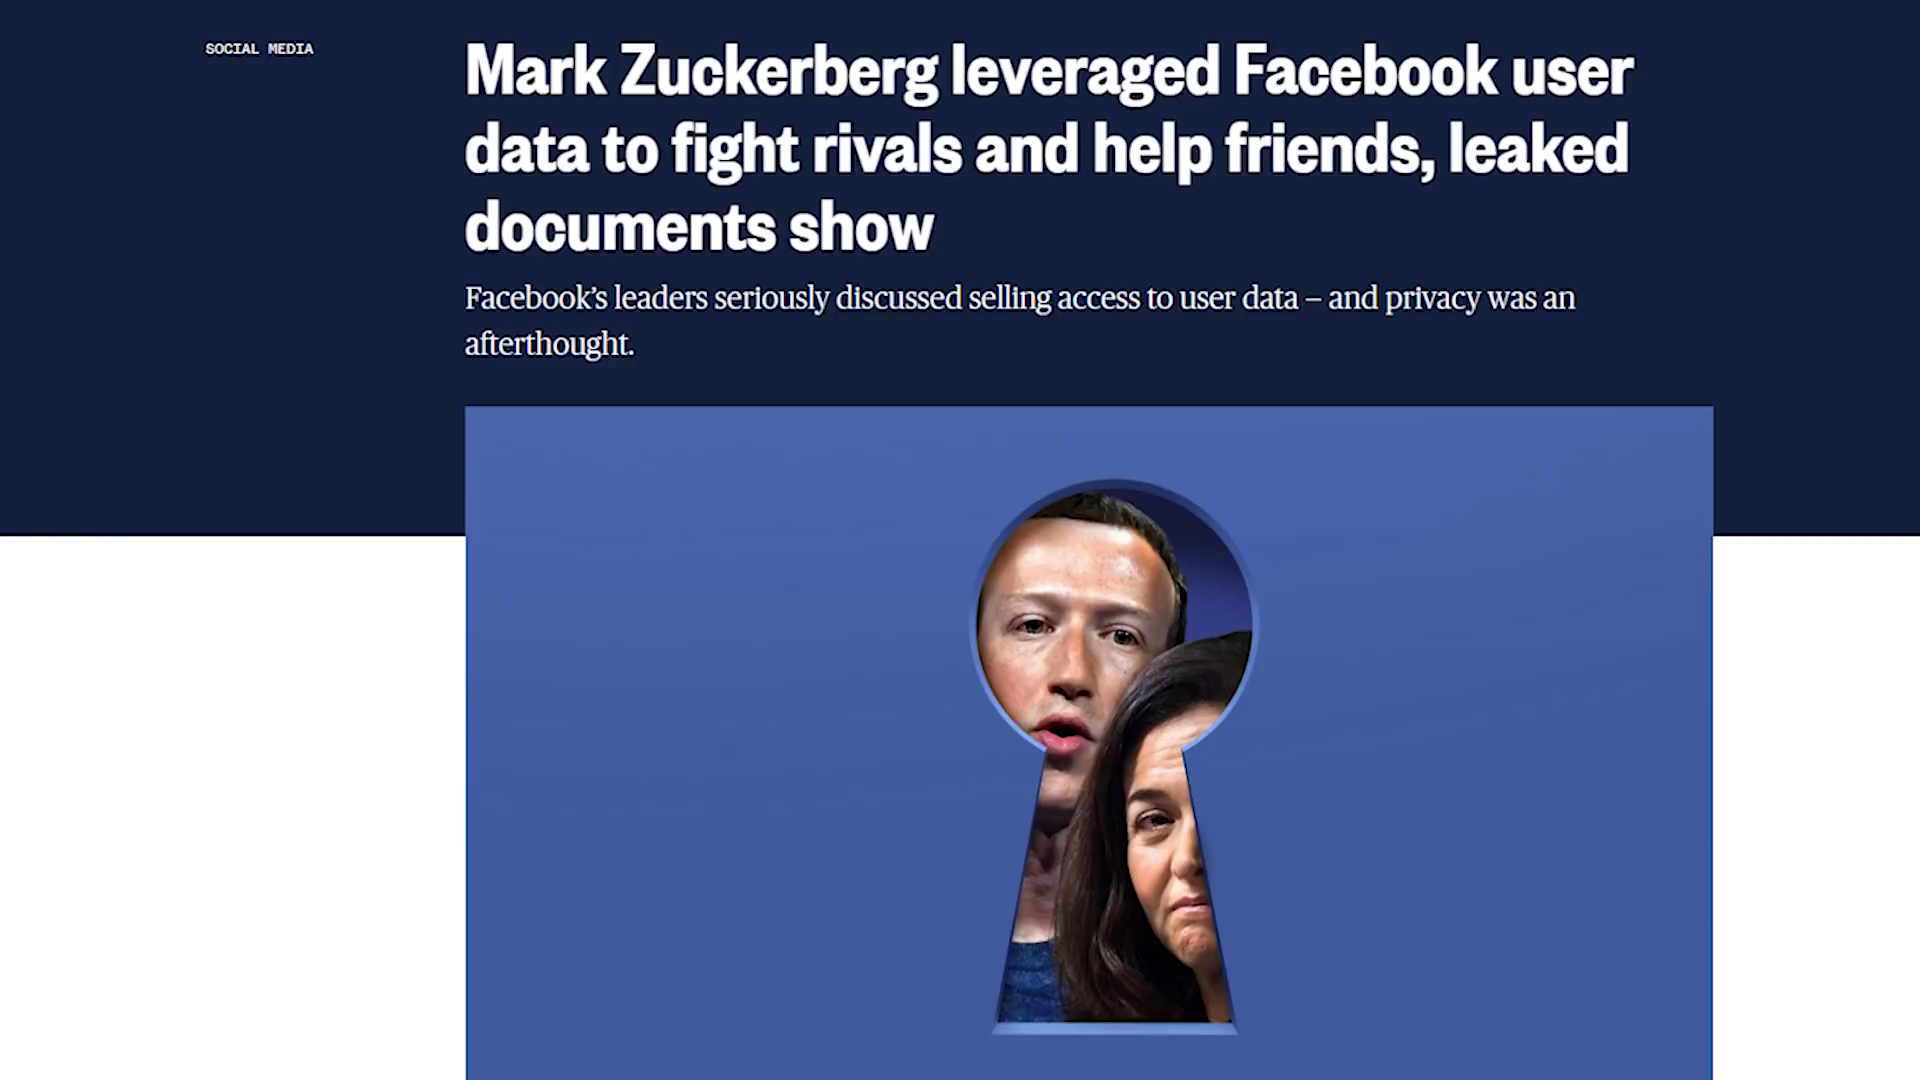 SOCIAL MEDIA
Mark Zuckerberg leveraged Facebook user
data to fight rivals and help friends, leaked
documents show
Facebook’s leaders seriously discussed selling access to user data – and privacy was an
afterthought.